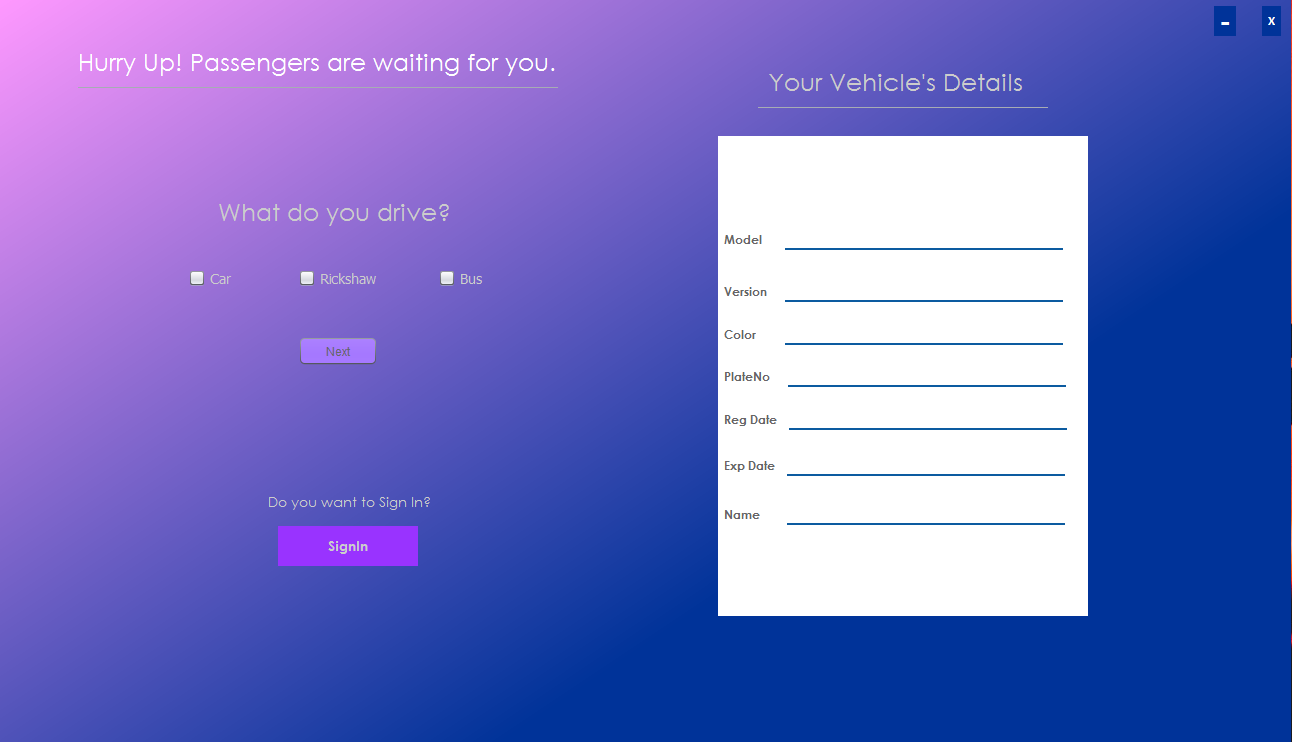 Hurry Up! Passengers are waiting for you.
What do you drive?
Car
Rickshaw
Bus
Next
Do you want to Sign In?
SignIn
- x
Your Vehicle's Details
Model
Version
Color
PlateNo
Reg Date
Exp Date
Name